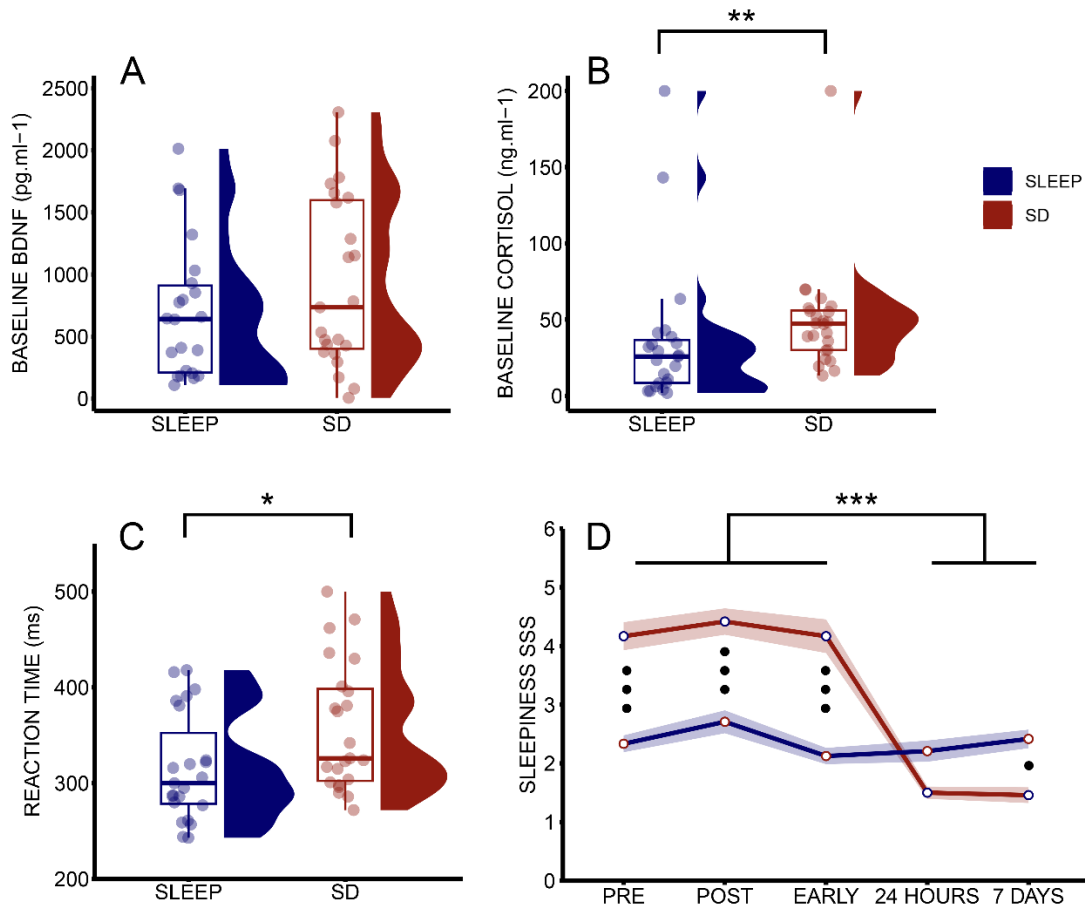 A
BASELINE BDNF (pg.ml−1)
2500
2000
1500
1000
500
0
SLEEP SD
**
B
BASELINE CORTISOL (ng.ml−1)
200
150
100
50
0
SLEEP SD
SLEEP
SD
*
C
REACTION TIME (ms)
500
400
300
200
SLEEP SD
***
D
SLEEPINESS SSS
6
5
4
3
2
1
0
PRE POST EARLY 24 HOURS 7 DAYS